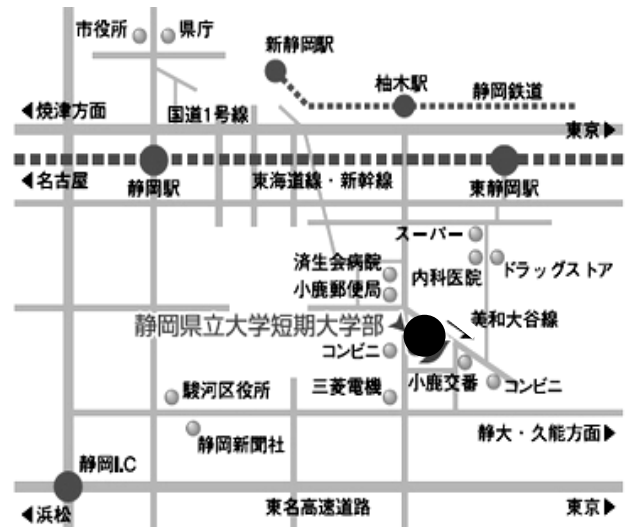 市役所
県庁
新静岡駅
柚木駅
静岡鉄道
◀焼津方面
国道1号線
東京▶
◀名古屋
静岡駅
東海道線・新幹線
東静岡駅
スーパー
済生会病院
内科医院
ドラッグストア
小鹿郵便局
静岡県立大学短期大学部
美和大谷線
コンビニ
三菱電機
小鹿交番
コンビニ
駿河区役所
静岡新聞社
静大・久能方面▶
静岡I.C
◀浜松
東名高速道路
東京▶